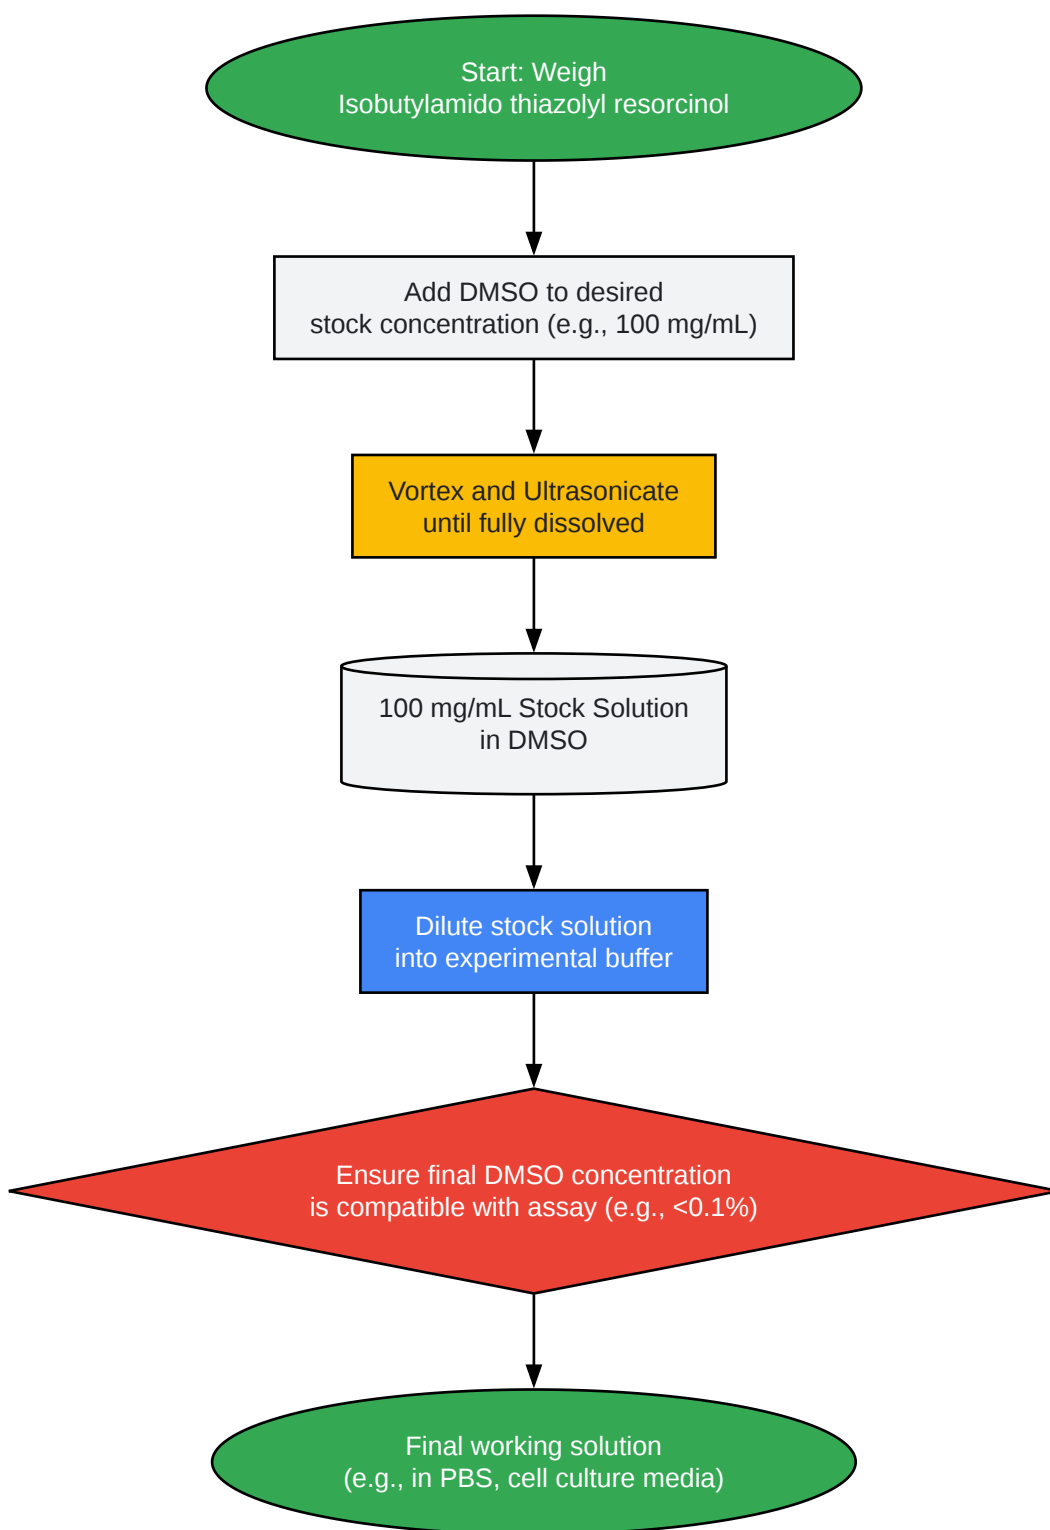 Start: Weigh
Isobutylamido thiazolyl resorcinol
Add DMSO to desired
stock concentration (e.g., 100 mg/mL)
Vortex and Ultrasonicate
until fully dissolved
100 mg/mL Stock Solution
in DMSO
Dilute stock solution
into experimental buffer
Ensure final DMSO concentration
is compatible with assay (e.g., <0.1%)
Final working solution
(e.g., in PBS, cell culture media)